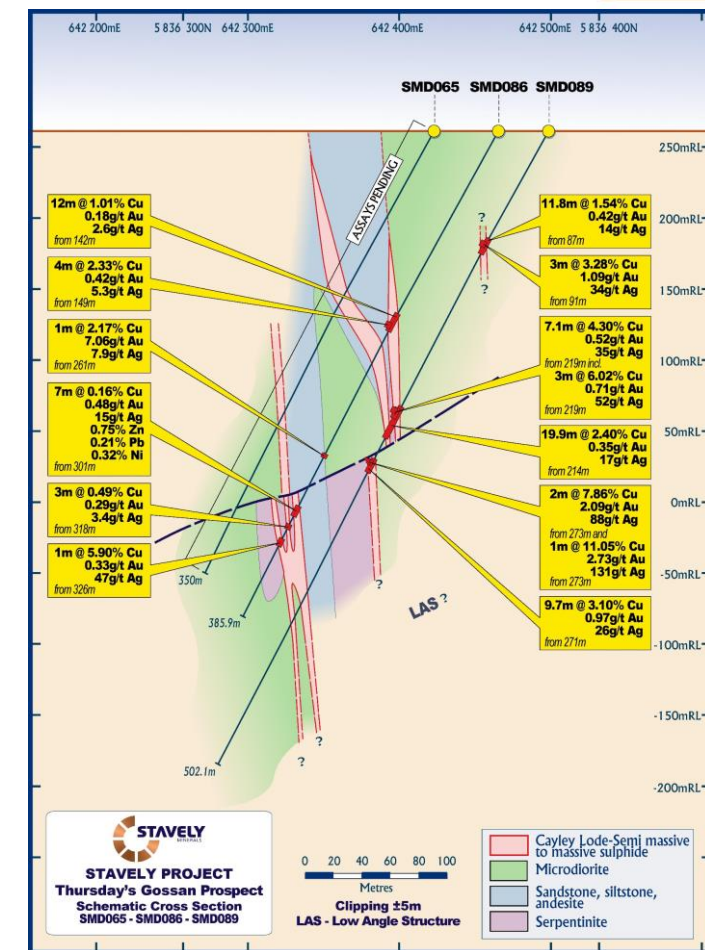 642 200mE 5 836 300N 642 300mE 642 400mE 642 500mE 5 836 400N
SMD065 SMD086 SMD089
250mRL
200mRL
150mRL
100mRL
50mRL
0mRL
-50mRL
-100mRL
-150mRL
-200mRL
ASSAYS PENDING
12m @ 1.01% Cu
0.18g/t Au
2.6g/t Ag
from 142m
4m @ 2.33% Cu
0.42g/t Au
5.3g/t Ag
from 149m
1m @ 2.17% Cu
7.06g/t Au
7.9g/t Ag
from 261m
7m @ 0.16% Cu
0.48g/t Au
15g/t Ag
0.75% Zn
0.21% Pb
0.32% Ni
from 301m
3m @ 0.49% Cu
0.29g/t Au
3.4g/t Ag
from 318m
1m @ 5.90% Cu
0.33g/t Au
47g/t Ag
from 326m
11.8m @ 1.54% Cu
0.42g/t Au
14g/t Ag
from 87m
3m @ 3.28% Cu
1.09g/t Au
34g/t Ag
from 91m
7.1m @ 4.30% Cu
0.52g/t Au
35g/t Ag
from 219m incl.
3m @ 6.02% Cu
0.71g/t Au
52g/t Ag
from 219m
19.9m @ 2.40% Cu
0.35g/t Au
17g/t Ag
from 214m
2m @ 7.86% Cu
2.09g/t Au
88g/t Ag
from 273m and
1m @ 11.05% Cu
2.73g/t Au
131g/t Ag
from 273m
9.7m @ 3.10% Cu
0.97g/t Au
26g/t Ag
from 271m
?
?
?
?
?
LAS ?
350m
385.9m
502.1m
STAVELY
MINERALS
STAVELY PROJECT
Thursday's Gossan Prospect
Schematic Cross Section
SMD065 - SMD086 - SMD089
0 20 40 60 80 100
Metres
Clipping ±5m
LAS - Low Angle Structure
Cayley Lode-Semi massive
to massive sulphide
Microdiorite
Sandstone, siltstone,
andesite
Serpentinite